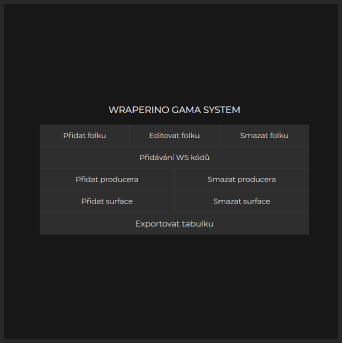 WRAPERINO GAMA SYSTEM
Přidat folku Editovat folku Smazat folku
Přidávání WS kódů
Přidat producera Smazat producera
Přidat surface Smazat surface
Exportovat tabulku